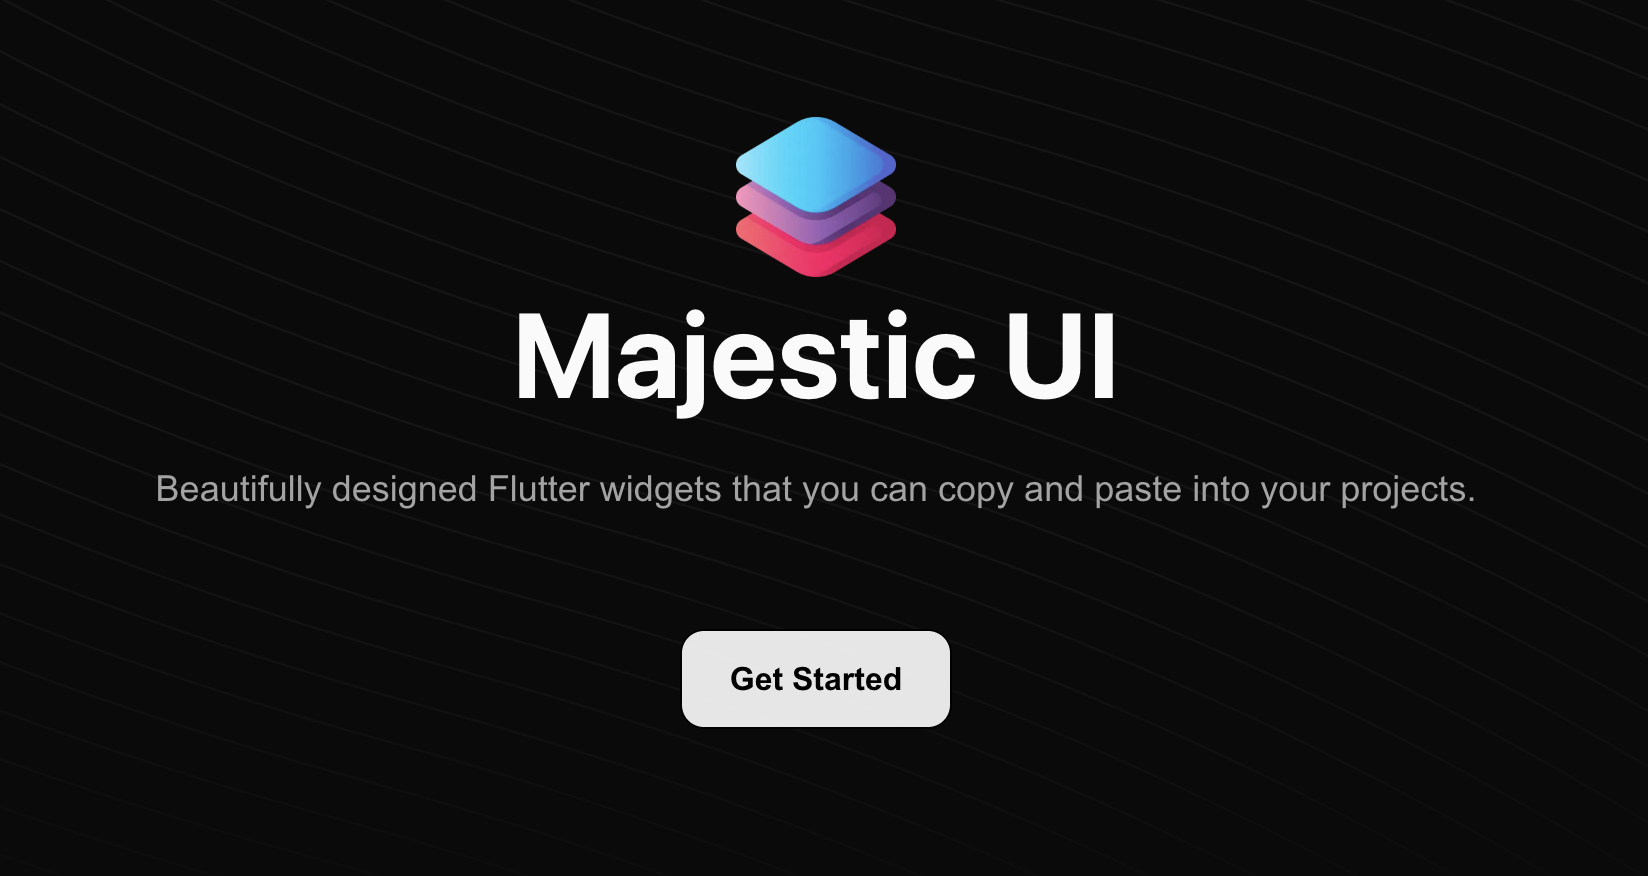 Majestic UI
Beautifully designed Flutter widgets that you can copy and paste into your projects.
Get Started